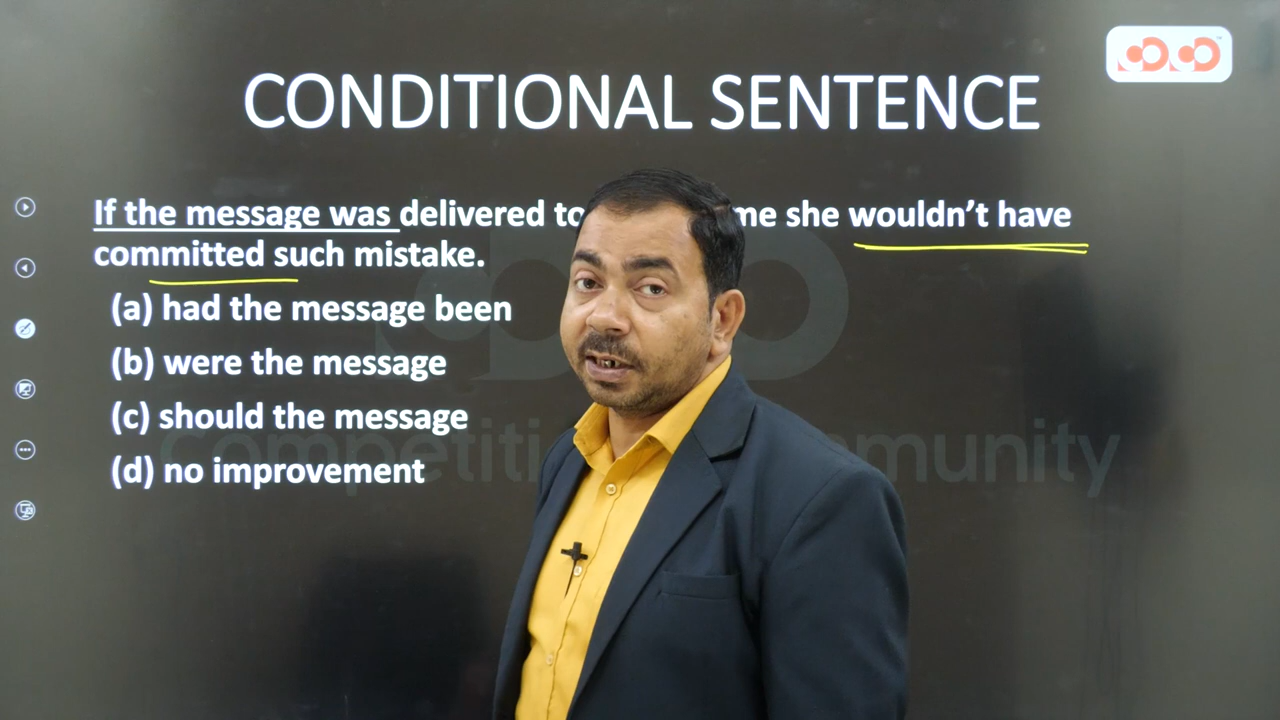 CONDITIONAL SENTENCE
If the message was delivered to me she wouldn’t have
committed such mistake.
(a) had the message been
(b) were the message
(c) should the message
(d) no improvement